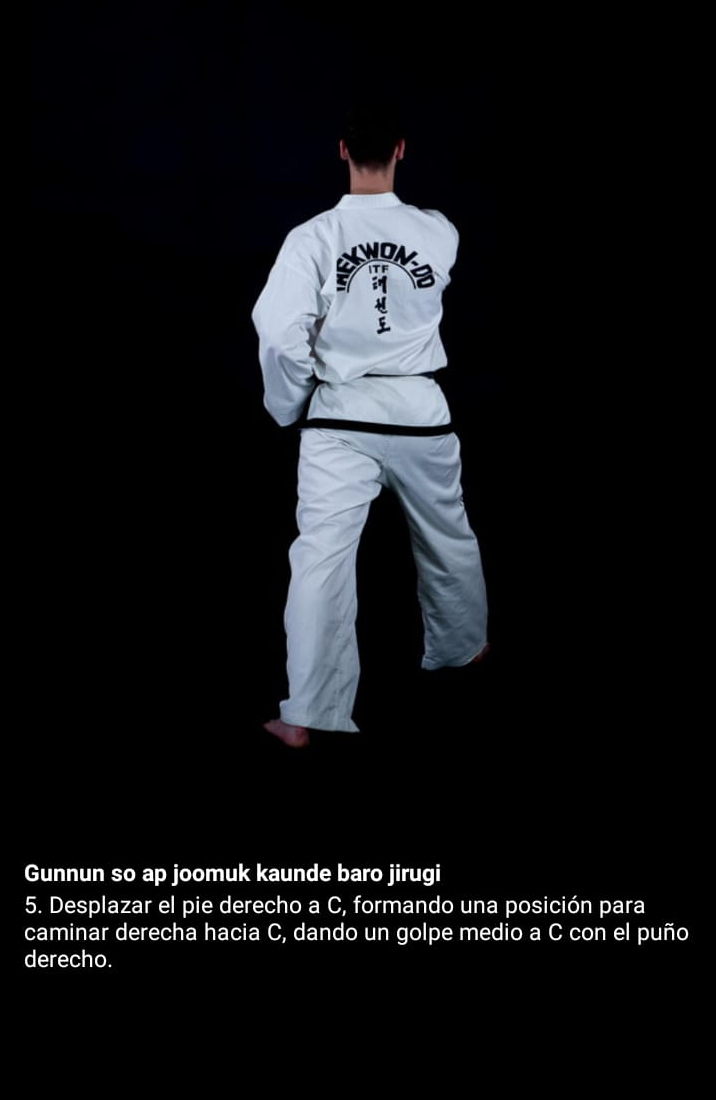 TAEKWON-DO
ITF
태
권
도
Gunnun so ap joomuk kaunde baro jirugi
5. Desplazar el pie derecho a C, formando una posición para
caminar derecha hacia C, dando un golpe medio a C con el puño
derecho.